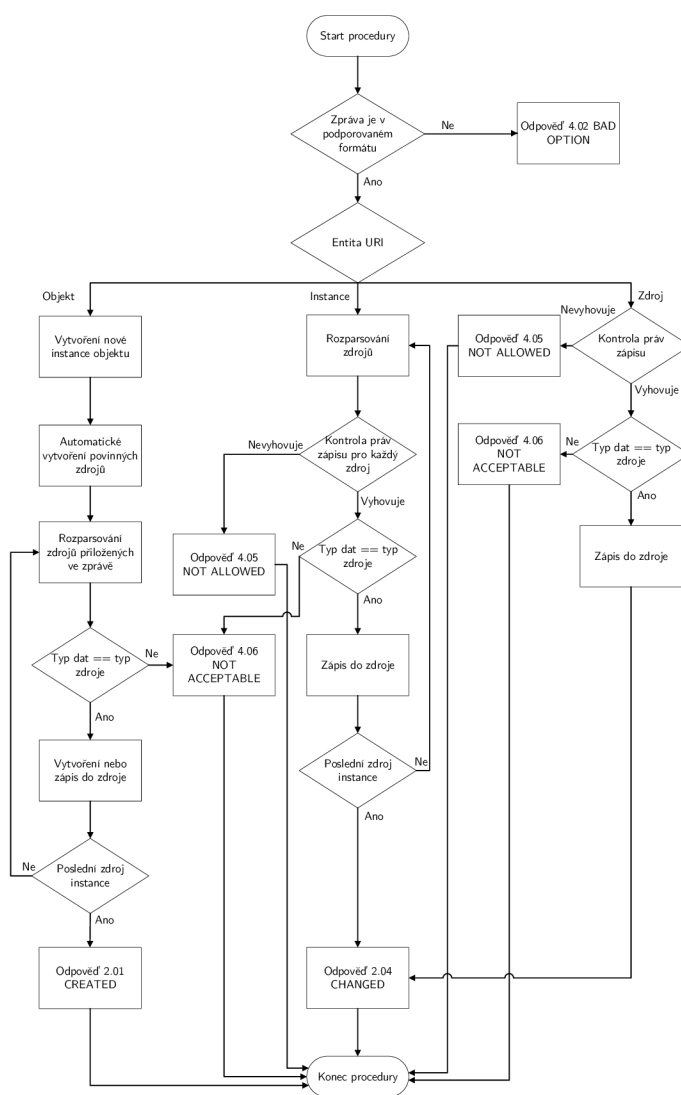 Start procedury
Zpráva je v
podporovaném
formátu
Ne
Odpověď 4.02 BAD
OPTION
Ano
Entita URI
Objekt
Instance
Zdroj
Vytvoření nové
instance objektu
Automatické
vytvoření povinných
zdrojů
Rozparsování
zdrojů přiložených
ve zprávě
Typ dat == typ
zdroje
Ne
Ano
Vytvoření nebo
zápis do zdroje
Poslední zdroj
instance
Ne
Ano
Odpověď 2.01
CREATED
Rozparsování
zdrojů
Kontrola práv
zápisu pro každý
zdroj
Nevyhovuje
Odpověď 4.05
NOT ALLOWED
Vyhovuje
Typ dat == typ
zdroje
Ne
Odpověď 4.06
NOT
ACCEPTABLE
Ano
Zápis do zdroje
Poslední zdroj
instance
Ne
Ano
Odpověď 2.04
CHANGED
Kontrola práv
zápisu
Nevyhovuje
Odpověď 4.05
NOT ALLOWED
Vyhovuje
Typ dat == typ
zdroje
Ne
Odpověď 4.06
NOT
ACCEPTABLE
Ano
Zápis do zdroje
Konec procedury